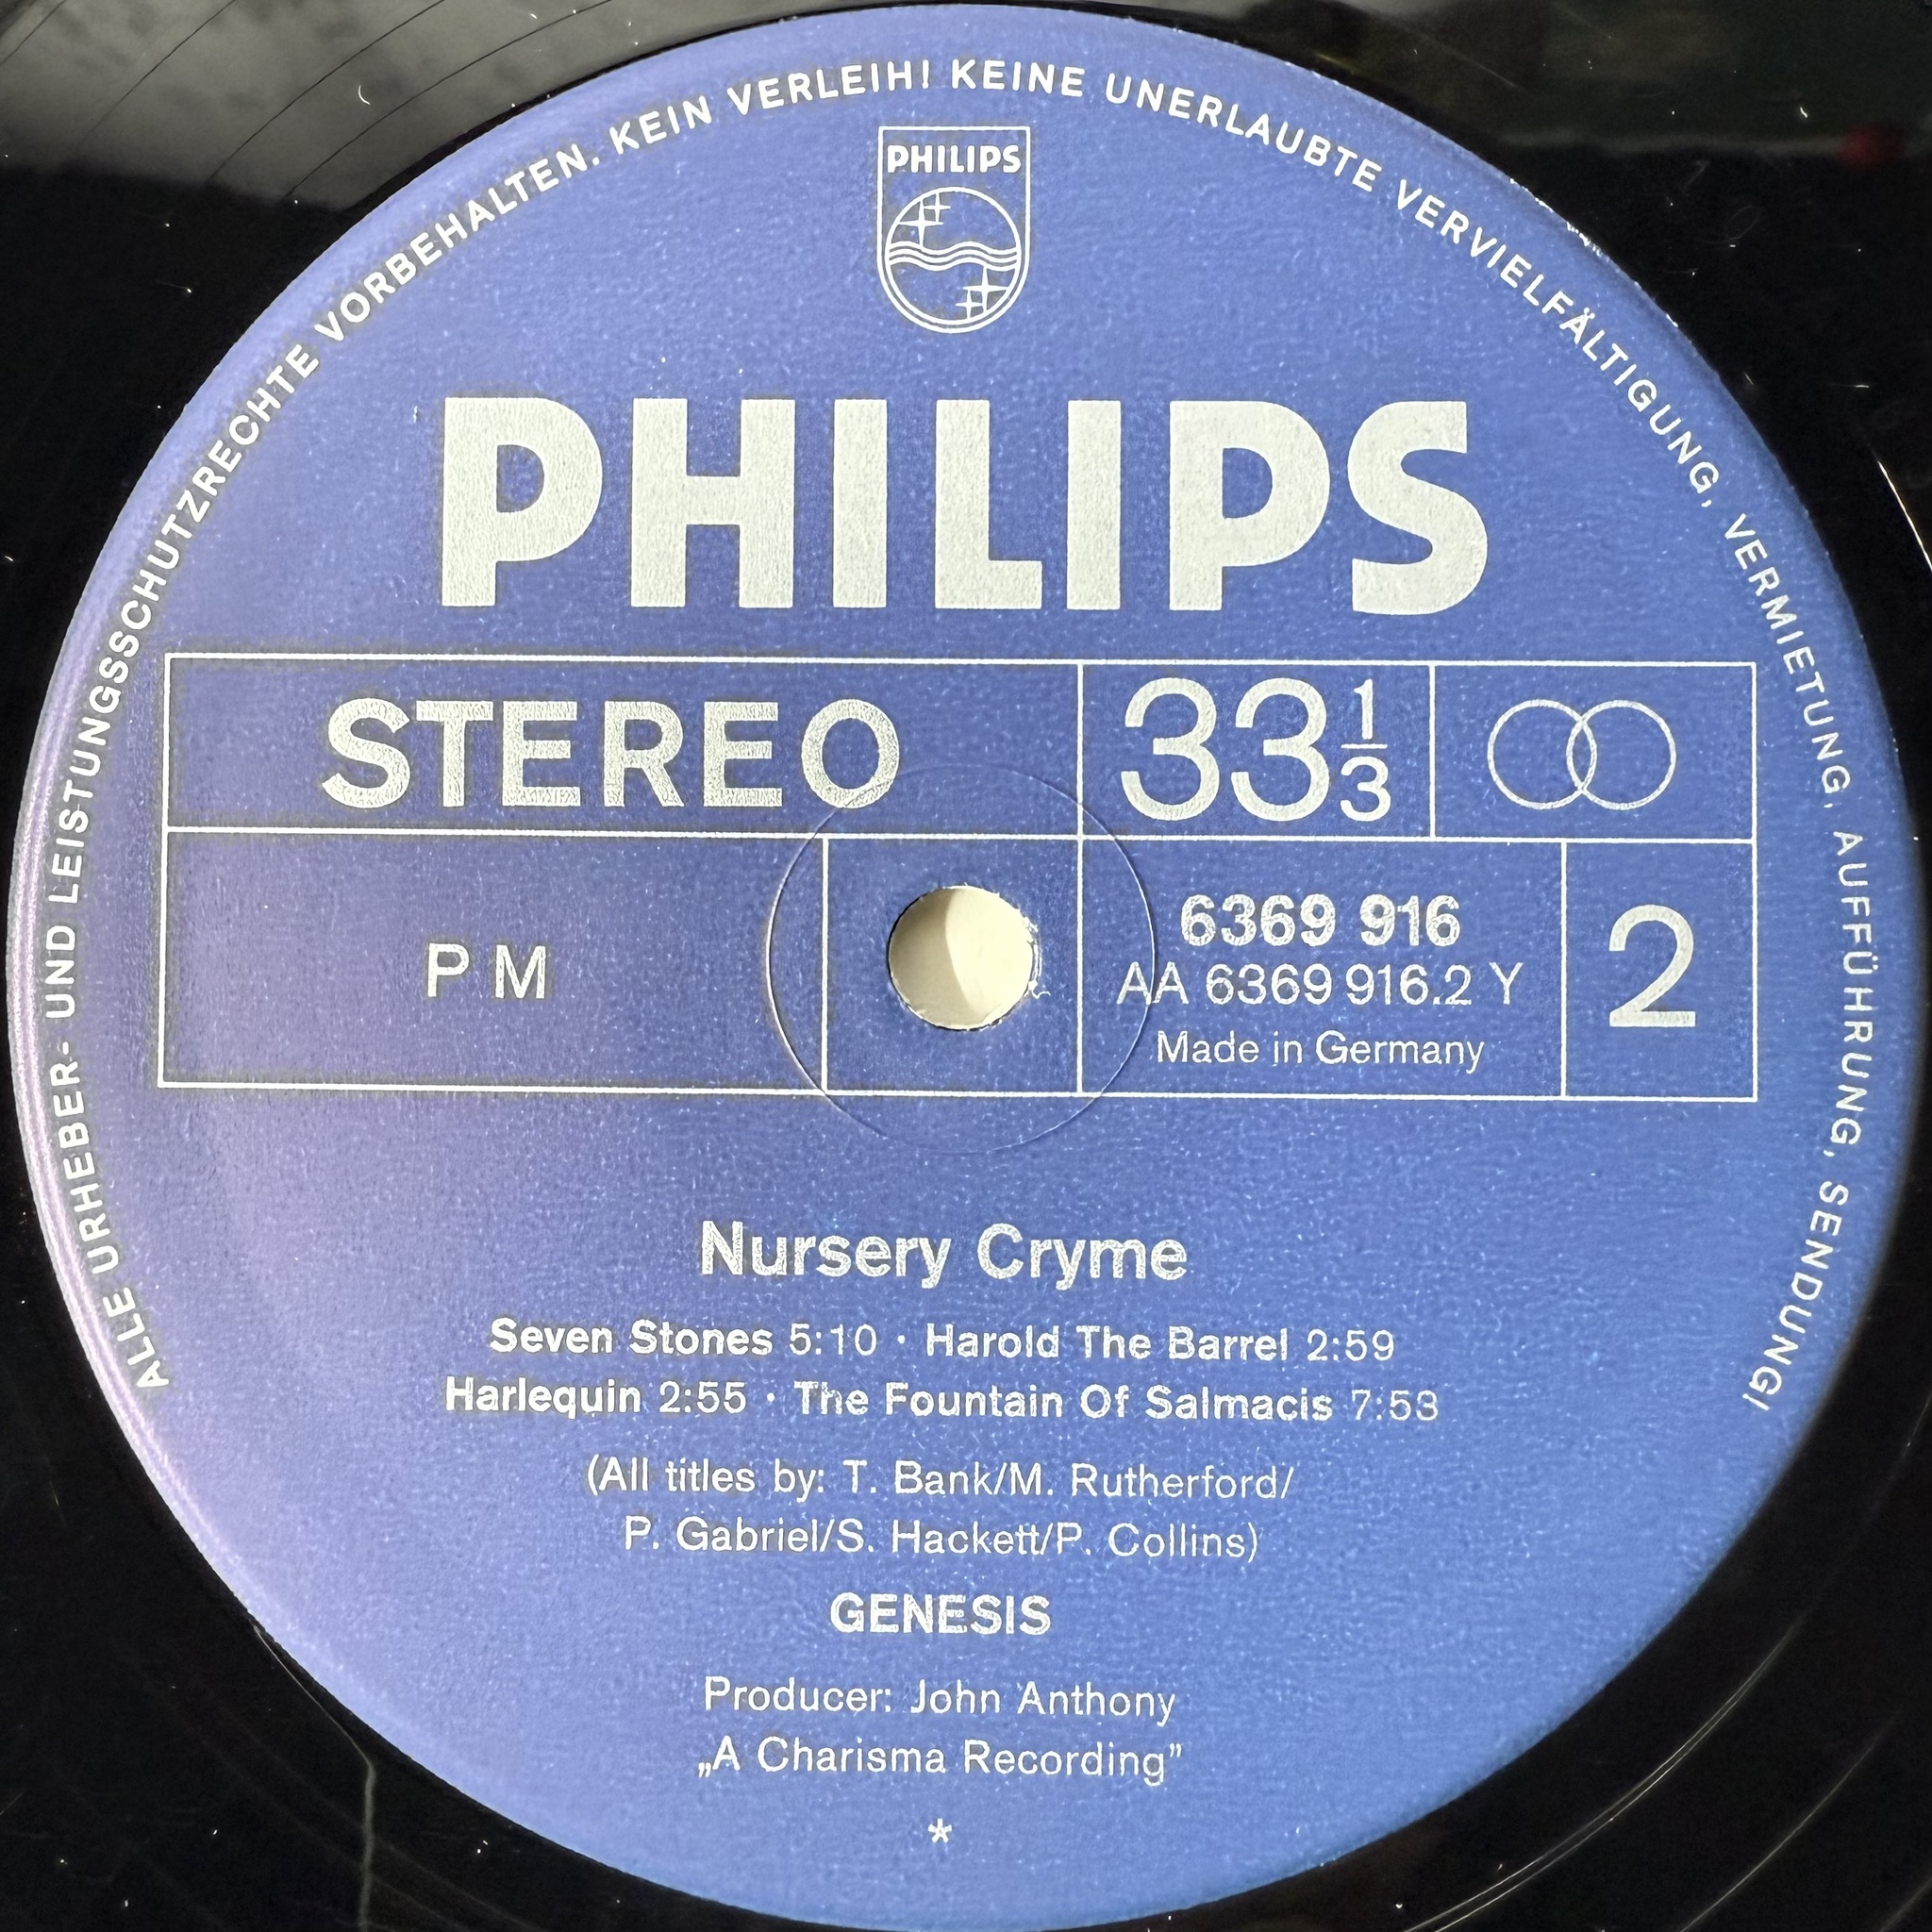 ALLE URHEBER- UND LEISTUNGSSCHUTZRECHTE VORBEHALTEN. KEIN VERLEIH! KEINE UNERLAUBTE VERVIELFÄLTIGUNG, VERMIETUNG, AUFFÜHRUNG, SENDUNG!
PHILIPS
PHILIPS
STEREO 33 1/3
P M
6369 916
AA 6369 916.2 Y
Made in Germany
2
Nursery Cryme
Seven Stones 5:10 · Harold The Barrel 2:59
Harlequin 2:55 · The Fountain Of Salmacis 7:53
(All titles by: T. Bank/M. Rutherford/
P. Gabriel/S. Hackett/P. Collins)
GENESIS
Producer: John Anthony
„A Charisma Recording”
*